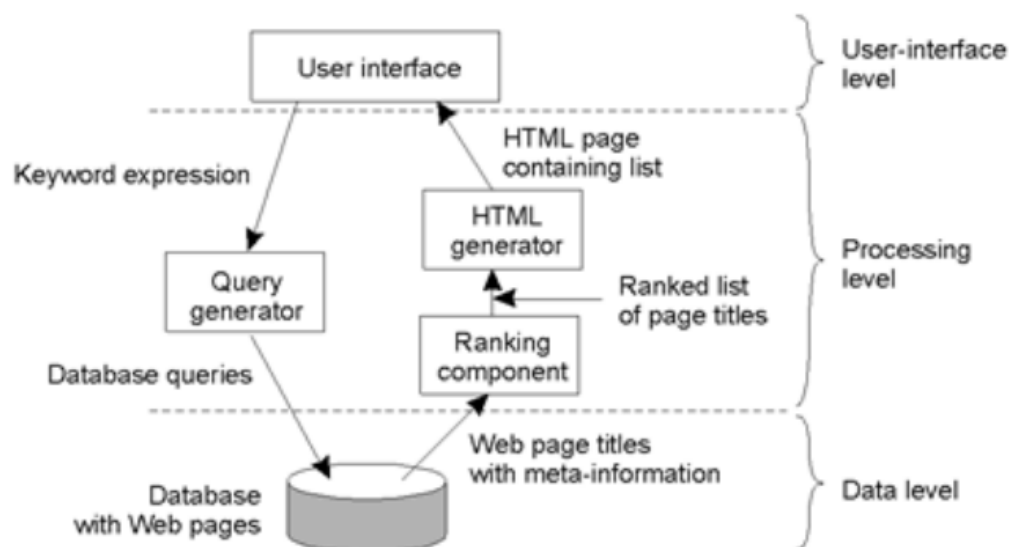 User interface
User-interface
level
HTML page
containing list
Keyword expression
HTML
generator
Processing
level
Query
generator
Ranked list
of page titles
Ranking
component
Database queries
Web page titles
with meta-information
Database
with Web pages
Data level